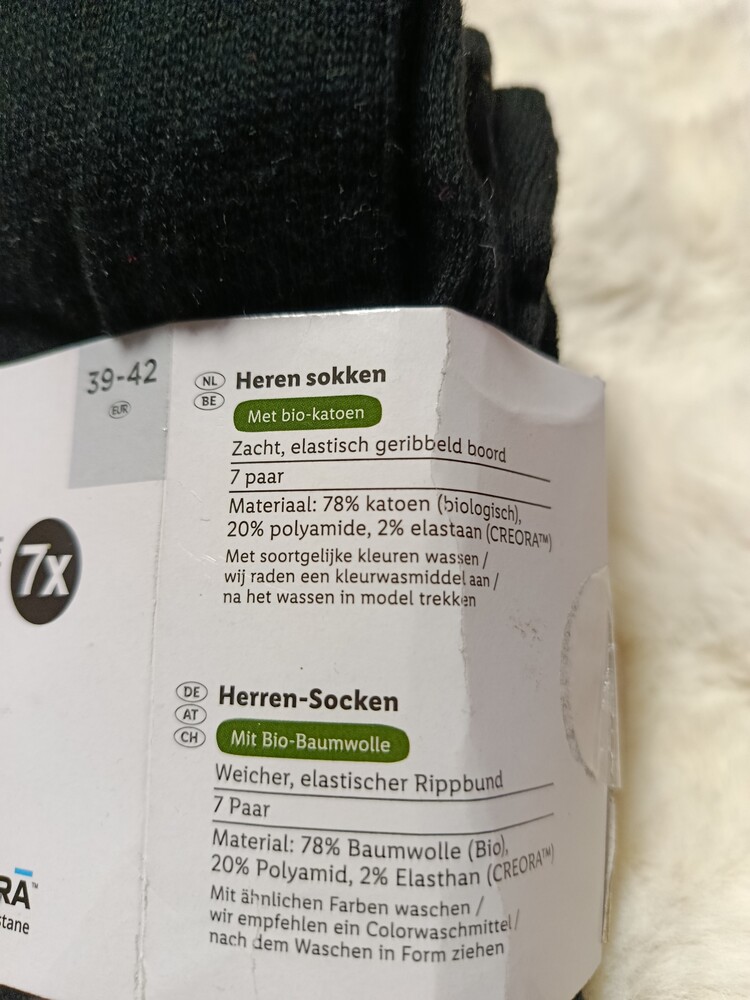 39-42
EUR
7x
NL
BE
Heren sokken
Met bio-katoen
Zacht, elastisch geribbeld boord
7 paar
Materiaal: 78% katoen (biologisch),
20% polyamide, 2% elastaan (CREORA™)
Met soortgelijke kleuren wassen /
wij raden een kleurwasmiddel aan /
na het wassen in model trekken
DE
AT
CH
Herren-Socken
Mit Bio-Baumwolle
Weicher, elastischer Rippbund
7 Paar
Material: 78% Baumwolle (Bio),
20% Polyamid, 2% Elasthan (CREORA™)
Mit ähnlichen Farben waschen /
wir empfehlen ein Colorwaschmittel /
nach dem Waschen in Form ziehen
RA™
stane